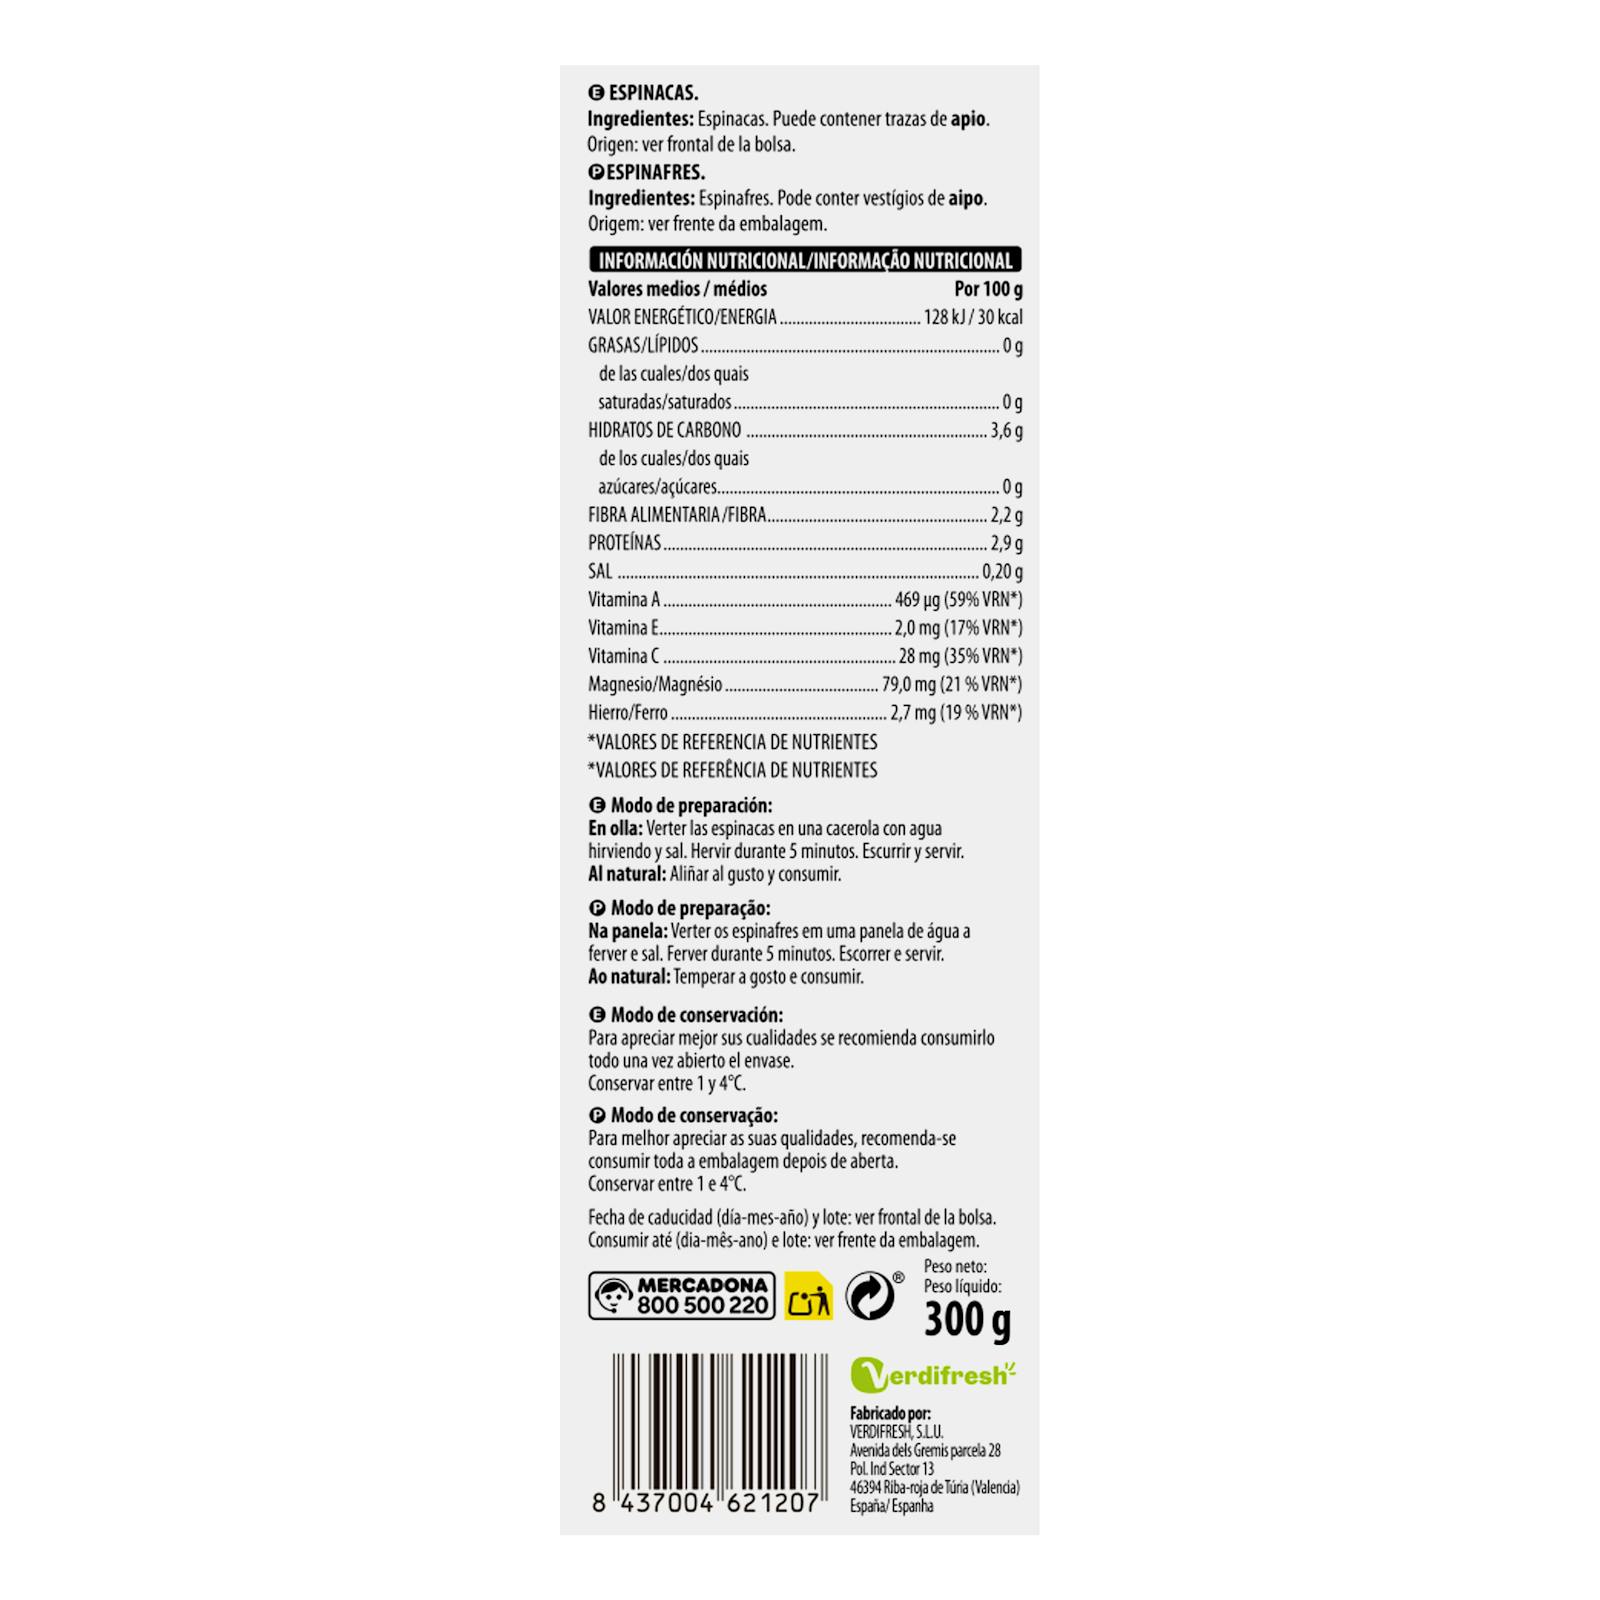 E ESPINACAS.
Ingredientes: Espinacas. Puede contener trazas de apio.
Origen: ver frontal de la bolsa.
P ESPINAFRES.
Ingredientes: Espinafres. Pode conter vestígios de aipo.
Origem: ver frente da embalagem.
INFORMACIÓN NUTRICIONAL/INFORMAÇÃO NUTRICIONAL
Valores medios / médios Por 100 g
VALOR ENERGÉTICO/ENERGIA ................................. 128 kJ / 30 kcal
GRASAS/LÍPIDOS ................................. 0 g
de las cuales/dos quais
saturadas/saturados ................................. 0 g
HIDRATOS DE CARBONO ................................. 3,6 g
de los cuales/dos quais
azúcares/açúcares ................................. 0 g
FIBRA ALIMENTARIA/FIBRA ................................. 2,2 g
PROTEÍNAS ................................. 2,9 g
SAL ................................. 0,20 g
Vitamina A ................................. 469 µg (59% VRN*)
Vitamina E ................................. 2,0 mg (17% VRN*)
Vitamina C ................................. 28 mg (35% VRN*)
Magnesio/Magnésio ................................. 79,0 mg (21 % VRN*)
Hierro/Ferro ................................. 2,7 mg (19 % VRN*)
*VALORES DE REFERENCIA DE NUTRIENTES
*VALORES DE REFERÊNCIA DE NUTRIENTES
E Modo de preparación:
En olla: Verter las espinacas en una cacerola con agua
hirviendo y sal. Hervir durante 5 minutos. Escurrir y servir.
Al natural: Aliñar al gusto y consumir.
P Modo de preparação:
Na panela: Verter os espinafres em uma panela de água a
ferver e sal. Ferver durante 5 minutos. Escorrer e servir.
Ao natural: Temperar a gosto e consumir.
E Modo de conservación:
Para apreciar mejor sus cualidades se recomienda consumirlo
todo una vez abierto el envase.
Conservar entre 1 y 4°C.
P Modo de conservação:
Para melhor apreciar as suas qualidades, recomenda-se
consumir toda a embalagem depois de aberta.
Conservar entre 1 e 4°C.
Fecha de caducidad (día-mes-año) y lote: ver frontal de la bolsa.
Consumir até (dia-mês-ano) e lote: ver frente da embalagem.
MERCADONA
800 500 220
®
Peso neto:
Peso líquido:
300 g
Verdifresh
Fabricado por:
VERDIFRESH, S.L.U.
Avenida dels Gremis parcela 28
Pol. Ind Sector 13
46394 Riba-roja de Túria (Valencia)
España/ Espanha
8 437004 621207